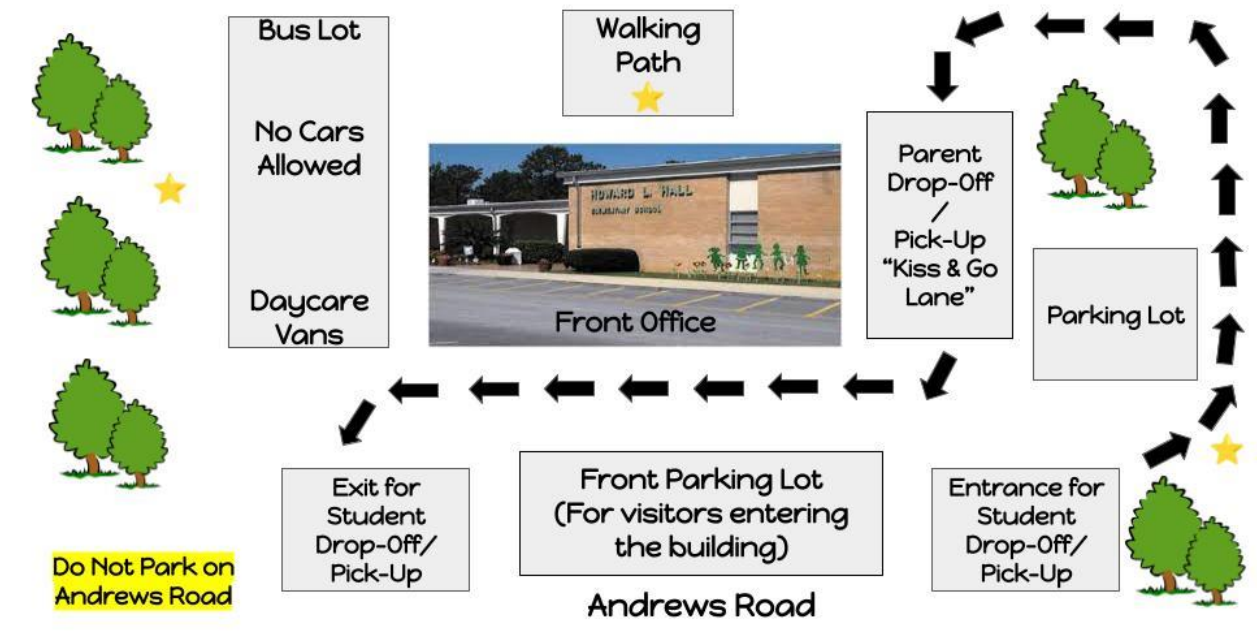 Bus Lot
No Cars
Allowed
Daycare
Vans
Walking
Path
HOWARD L. HALL
ELEMENTARY SCHOOL
Front Office
Parent
Drop-Off
/
Pick-Up
“Kiss & Go
Lane”
Parking Lot
Exit for
Student
Drop-Off/
Pick-Up
Front Parking Lot
(For visitors entering
the building)
Entrance for
Student
Drop-Off/
Pick-Up
Do Not Park on
Andrews Road
Andrews Road